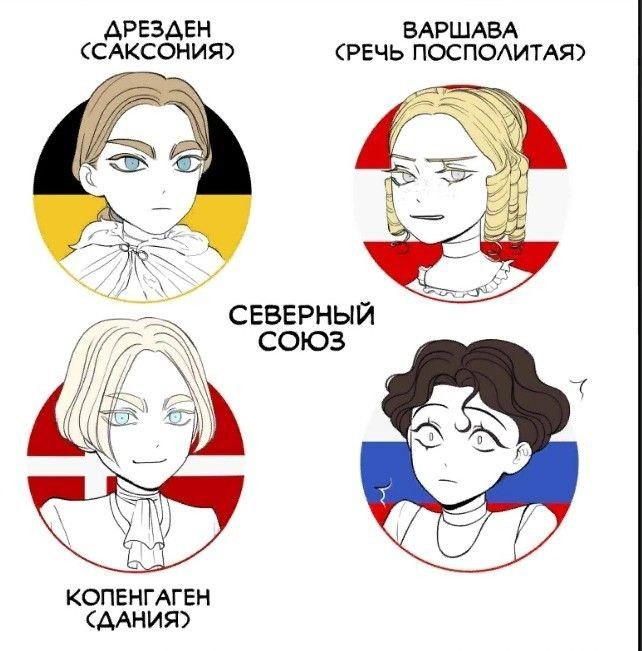 ДРЕЗДЕН
(САКСОНИЯ)
ВАРШАВА
(РЕЧЬ ПОСПОЛИТАЯ)
СЕВЕРНЫЙ
СОЮЗ
КОПЕНГАГЕН
(ДАНИЯ)